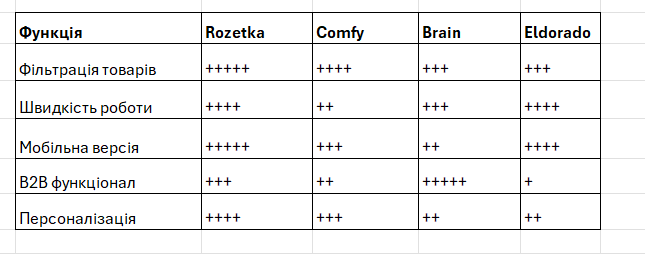 Функція Rozetka Comfy Brain Eldorado
Фільтрація товарів +++++ ++++ +++ +++
Швидкість роботи ++++ ++ +++ ++++
Мобільна версія +++++ +++ ++ ++++
B2B функціонал +++ ++ +++++ +
Персоналізація ++++ +++ ++ ++